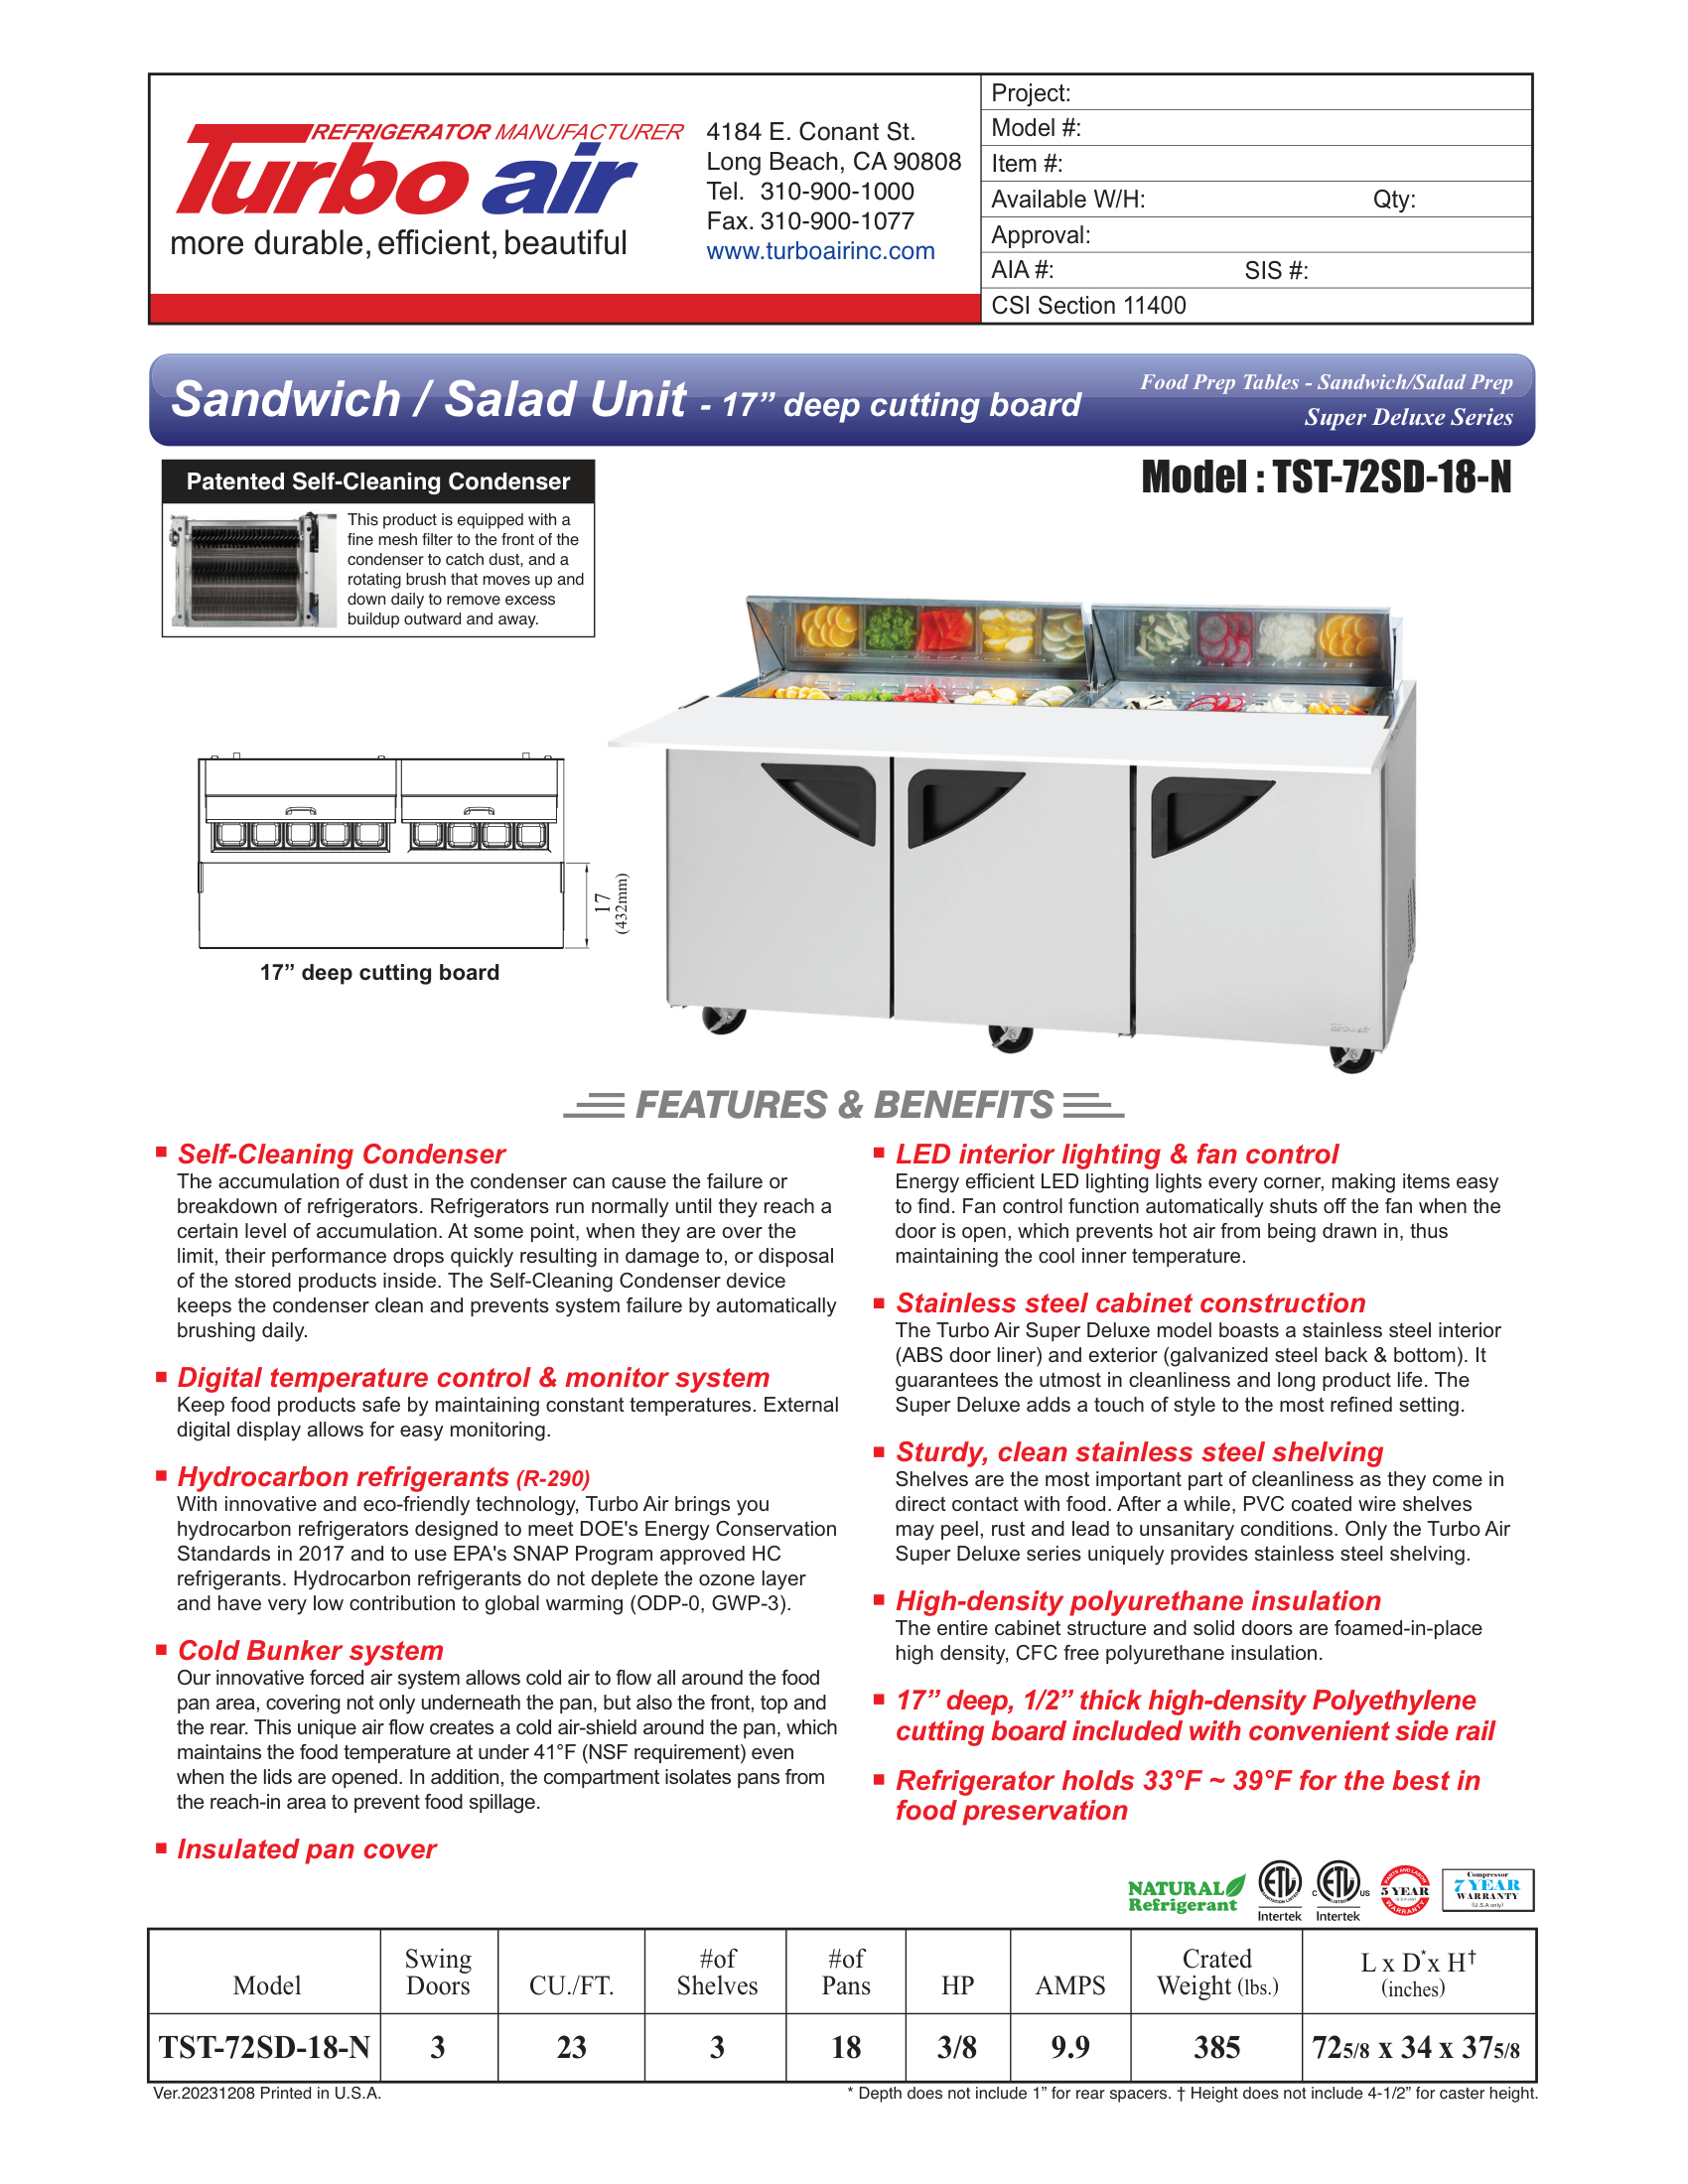 REFRIGERATOR MANUFACTURER
Turbo air
more durable, efficient, beautiful
4184 E. Conant St.
Long Beach, CA 90808
Tel. 310-900-1000
Fax. 310-900-1077
www.turboairinc.com
Project:
Model #:
Item #:
Available W/H: Qty:
Approval:
AIA #: SIS #:
CSI Section 11400
Sandwich / Salad Unit - 17” deep cutting board
Food Prep Tables - Sandwich/Salad Prep
Super Deluxe Series
Patented Self-Cleaning Condenser
This product is equipped with a
fine mesh filter to the front of the
condenser to catch dust, and a
rotating brush that moves up and
down daily to remove excess
buildup outward and away.
Model : TST-72SD-18-N
17
(432mm)
17” deep cutting board
Turbo air
FEATURES & BENEFITS
Self-Cleaning Condenser
The accumulation of dust in the condenser can cause the failure or
breakdown of refrigerators. Refrigerators run normally until they reach a
certain level of accumulation. At some point, when they are over the
limit, their performance drops quickly resulting in damage to, or disposal
of the stored products inside. The Self-Cleaning Condenser device
keeps the condenser clean and prevents system failure by automatically
brushing daily.
Digital temperature control & monitor system
Keep food products safe by maintaining constant temperatures. External
digital display allows for easy monitoring.
Hydrocarbon refrigerants (R-290)
With innovative and eco-friendly technology, Turbo Air brings you
hydrocarbon refrigerators designed to meet DOE's Energy Conservation
Standards in 2017 and to use EPA's SNAP Program approved HC
refrigerants. Hydrocarbon refrigerants do not deplete the ozone layer
and have very low contribution to global warming (ODP-0, GWP-3).
Cold Bunker system
Our innovative forced air system allows cold air to flow all around the food
pan area, covering not only underneath the pan, but also the front, top and
the rear. This unique air flow creates a cold air-shield around the pan, which
maintains the food temperature at under 41°F (NSF requirement) even
when the lids are opened. In addition, the compartment isolates pans from
the reach-in area to prevent food spillage.
Insulated pan cover
LED interior lighting & fan control
Energy efficient LED lighting lights every corner, making items easy
to find. Fan control function automatically shuts off the fan when the
door is open, which prevents hot air from being drawn in, thus
maintaining the cool inner temperature.
Stainless steel cabinet construction
The Turbo Air Super Deluxe model boasts a stainless steel interior
(ABS door liner) and exterior (galvanized steel back & bottom). It
guarantees the utmost in cleanliness and long product life. The
Super Deluxe adds a touch of style to the most refined setting.
Sturdy, clean stainless steel shelving
Shelves are the most important part of cleanliness as they come in
direct contact with food. After a while, PVC coated wire shelves
may peel, rust and lead to unsanitary conditions. Only the Turbo Air
Super Deluxe series uniquely provides stainless steel shelving.
High-density polyurethane insulation
The entire cabinet structure and solid doors are foamed-in-place
high density, CFC free polyurethane insulation.
17” deep, 1/2” thick high-density Polyethylene
cutting board included with convenient side rail
Refrigerator holds 33°F ~ 39°F for the best in
food preservation
NATURAL
Refrigerant
ETL
SANITATION LISTED
Intertek
C ETL US
LISTED
Intertek
PARTS AND LABOR
5 YEAR
(U.S.A only)
WARRANTY
Compressor
7 YEAR
WARRANTY
(U.S.A only)
Model Swing Doors CU./FT. #of Shelves #of Pans HP AMPS Crated Weight (lbs.) L x D* x H† (inches)
TST-72SD-18-N 3 23 3 18 3/8 9.9 385 72 5/8 x 34 x 37 5/8
Ver.20231208 Printed in U.S.A.
* Depth does not include 1” for rear spacers. † Height does not include 4-1/2” for caster height.